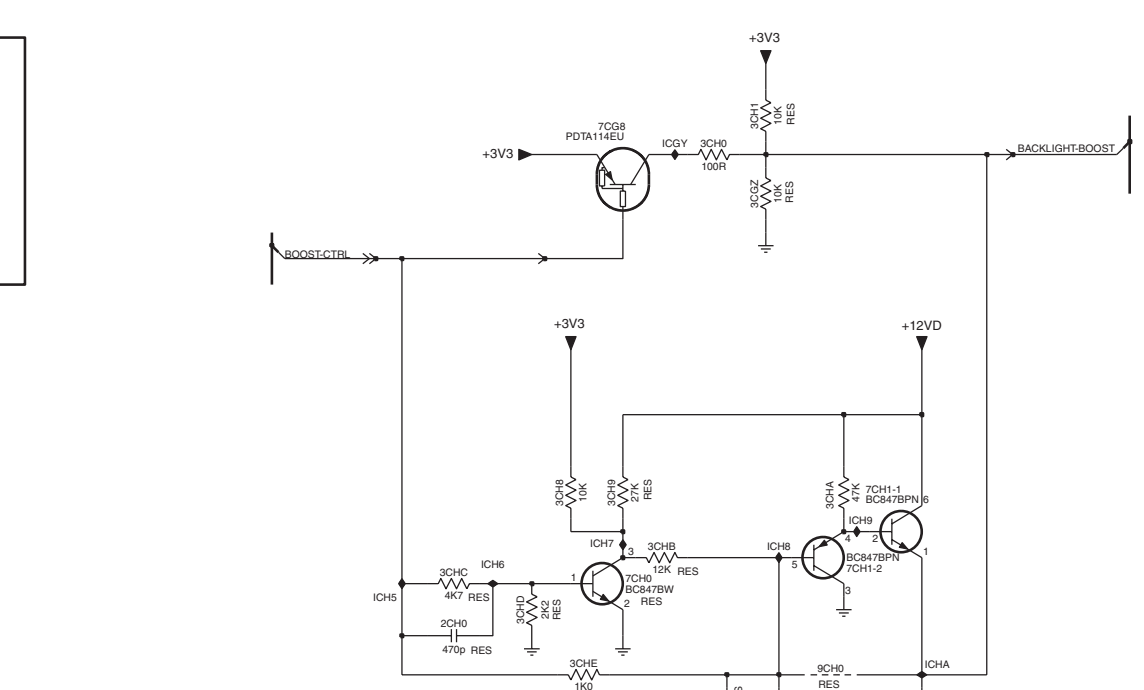 +3V3
3CH1
10K
RES
7CG8
PDTA114EU
+3V3
ICGY
3CH0
100R
BACKLIGHT-BOOST
3CGZ
10K
RES
BOOST-CTRL
+3V3
+12VD
3CH8
10K
3CH9
27K
RES
3CHA
47K
7CH1-1
BC847BPN 6
ICH9
4
2
1
ICH7
3
3CHB
12K RES
ICH8
5
BC847BPN
7CH1-2
3
ICH5
3CHC
4K7 RES
ICH6
3CHD
2K2
RES
1
7CH0
BC847BW
2
RES
2CH0
470p RES
3CHE
1K0
9CH0
RES
ICHA
S